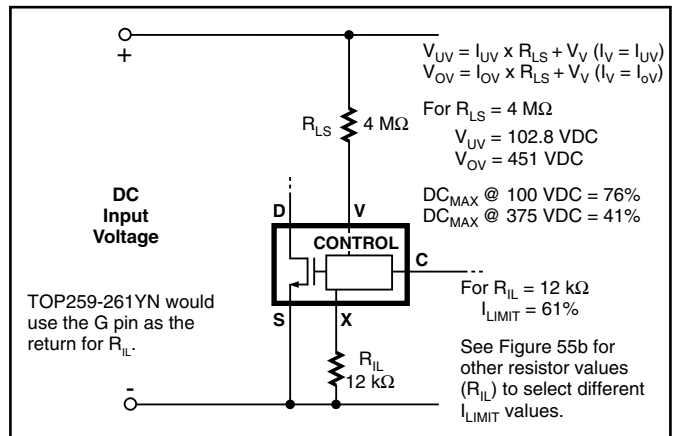 +
V_UV = I_UV x R_LS + V_V (I_V = I_UV)
V_OV = I_OV x R_LS + V_V (I_V = I_oV)
R_LS 4 MΩ
For R_LS = 4 MΩ
V_UV = 102.8 VDC
V_OV = 451 VDC
DC
Input
Voltage
DC_MAX @ 100 VDC = 76%
DC_MAX @ 375 VDC = 41%
D V
CONTROL
C
S X
For R_IL = 12 kΩ
I_LIMIT = 61%
TOP259-261YN would
use the G pin as the
return for R_IL.
R_IL
12 kΩ
See Figure 55b for
other resistor values
(R_IL) to select different
I_LIMIT values.
-